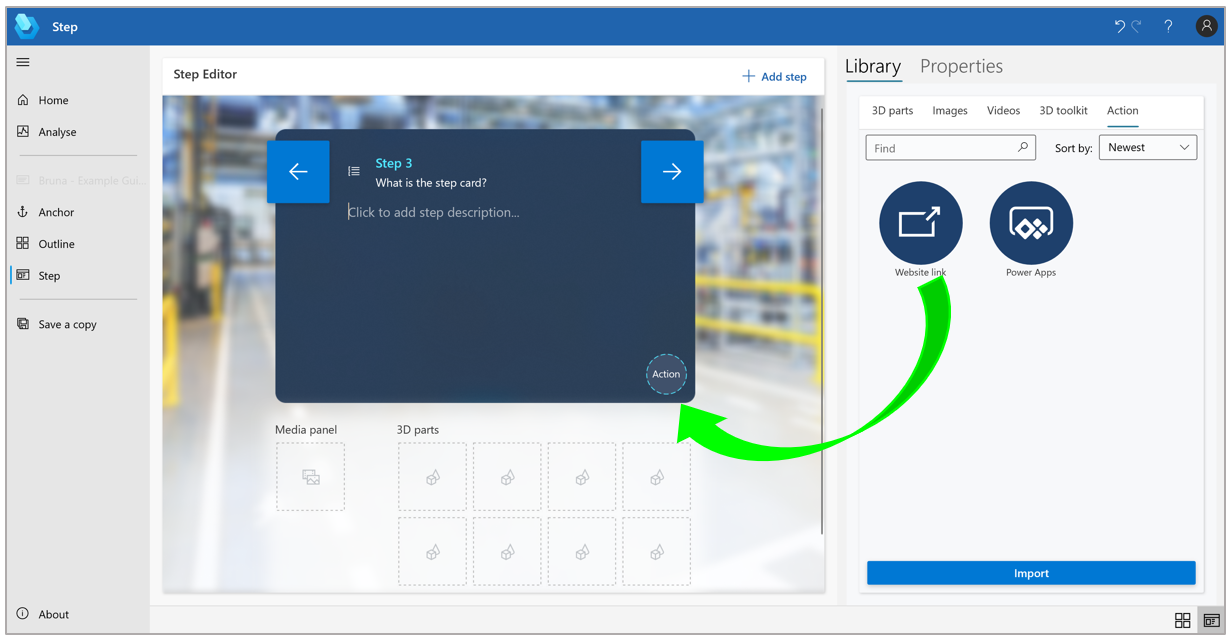 Step
Home
Analyse
Bruna - Example Gui...
Anchor
Outline
Step
Save a copy
About
Step Editor
Add step
Step 3
What is the step card?
Click to add step description...
Action
Media panel
3D parts
Library Properties
3D parts Images Videos 3D toolkit Action
Find
Sort by: Newest
Website link Power Apps
Import